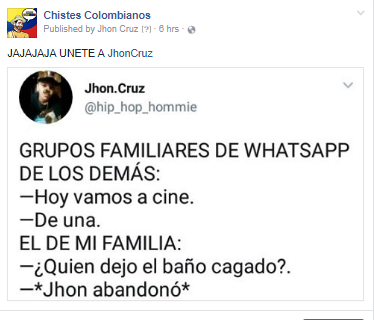 Chistes Colombianos
Published by Jhon Cruz [?] · 6 hrs ·
JAJAJAJA UNETE A JhonCruz
Jhon.Cruz
@hip_hop_hommie
GRUPOS FAMILIARES DE WHATSAPP
DE LOS DEMÁS:
—Hoy vamos a cine.
—De una.
EL DE MI FAMILIA:
—¿Quien dejo el baño cagado?.
—*Jhon abandonó*